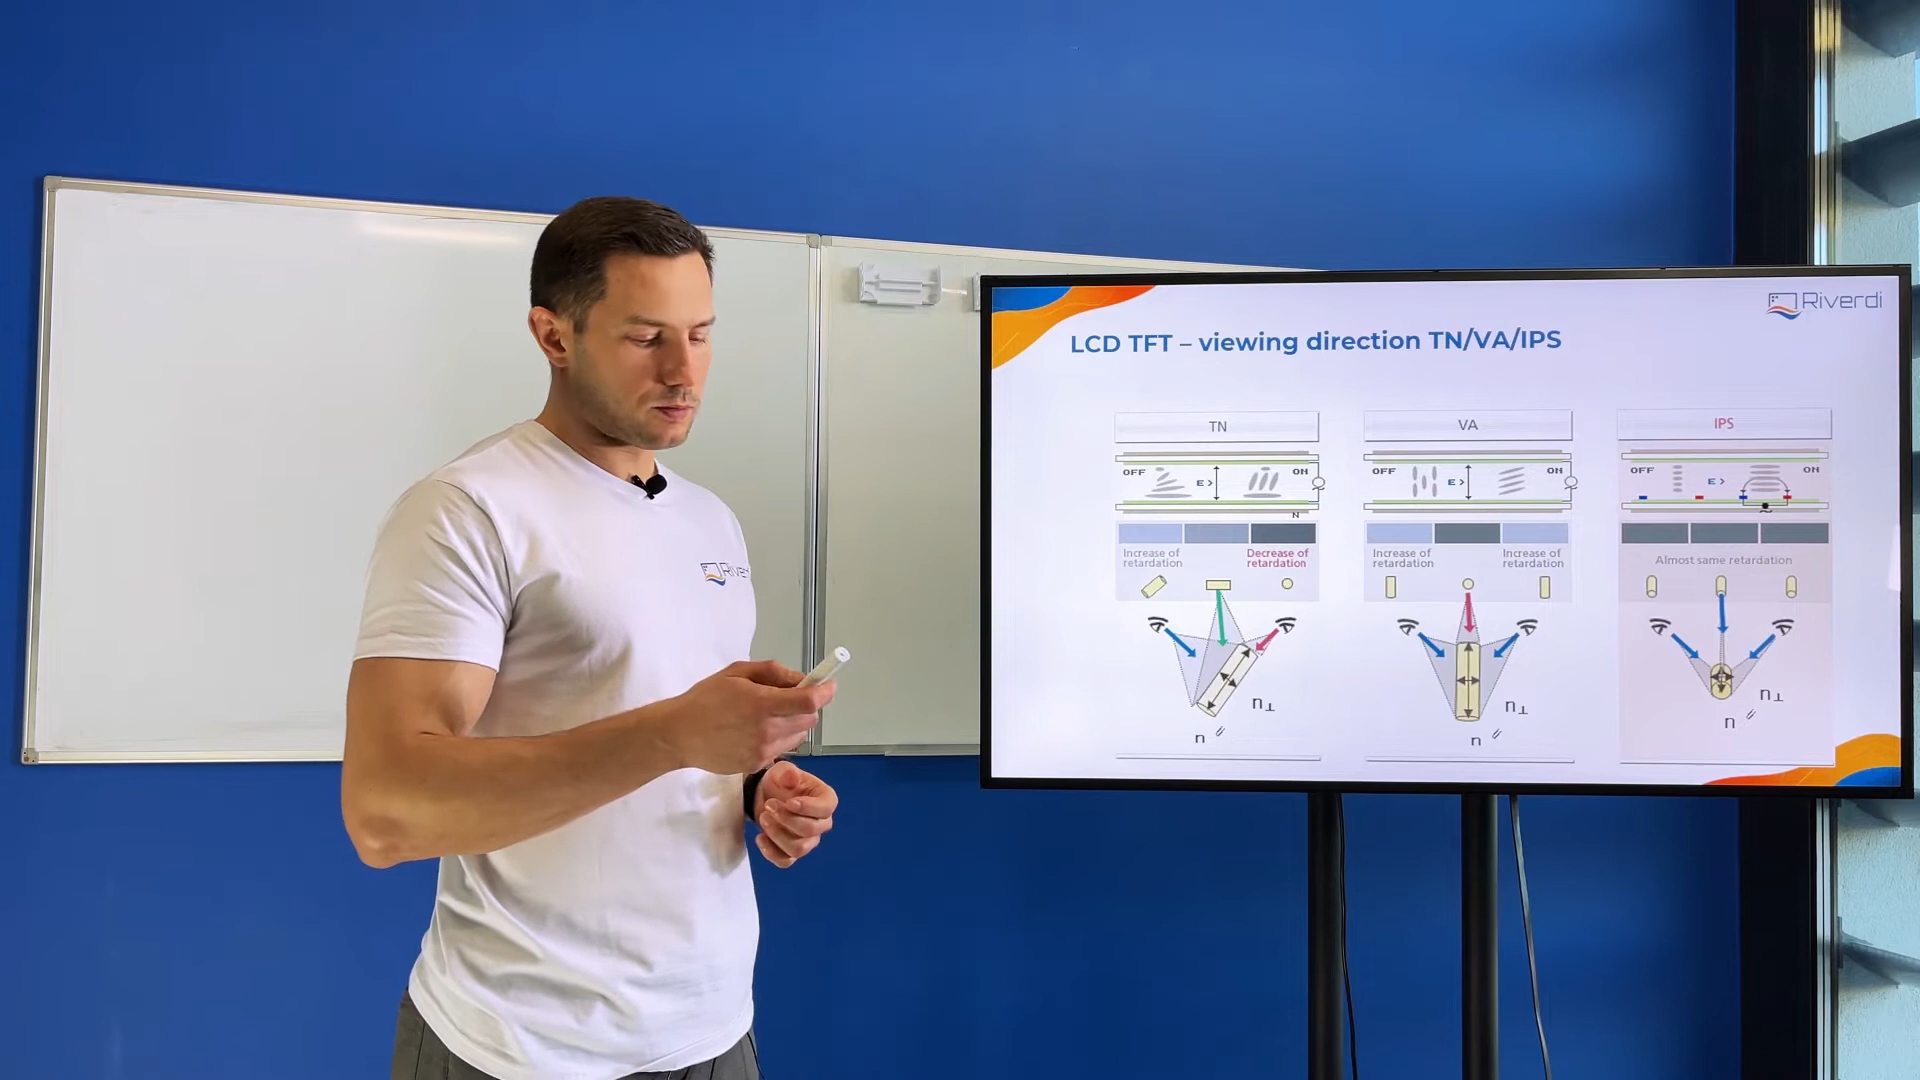 Riverdi
LCD TFT – viewing direction TN/VA/IPS
TN
OFF
E >
ON
N
Increase of
retardation
Decrease of
retardation
n⊥
n //
VA
OFF
E >
ON
Increase of
retardation
Increase of
retardation
n⊥
n //
IPS
OFF
E >
ON
Almost same retardation
n⊥
n //
River